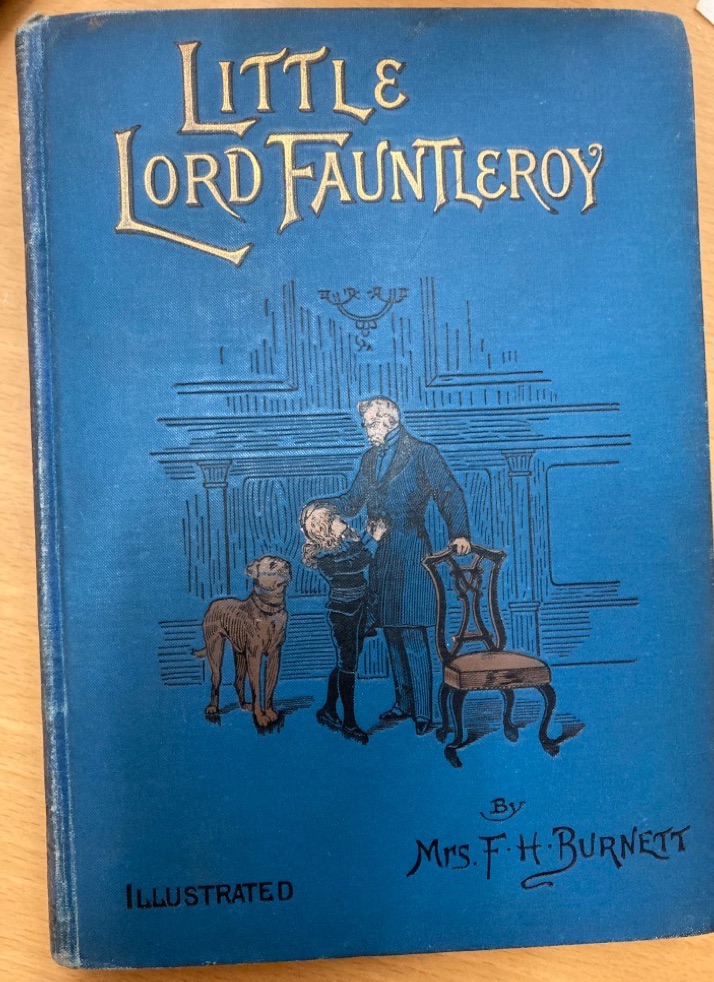 LITTLE
LORD FAUNTLEROY
By
Mrs. F. H. BURNETT
ILLUSTRATED